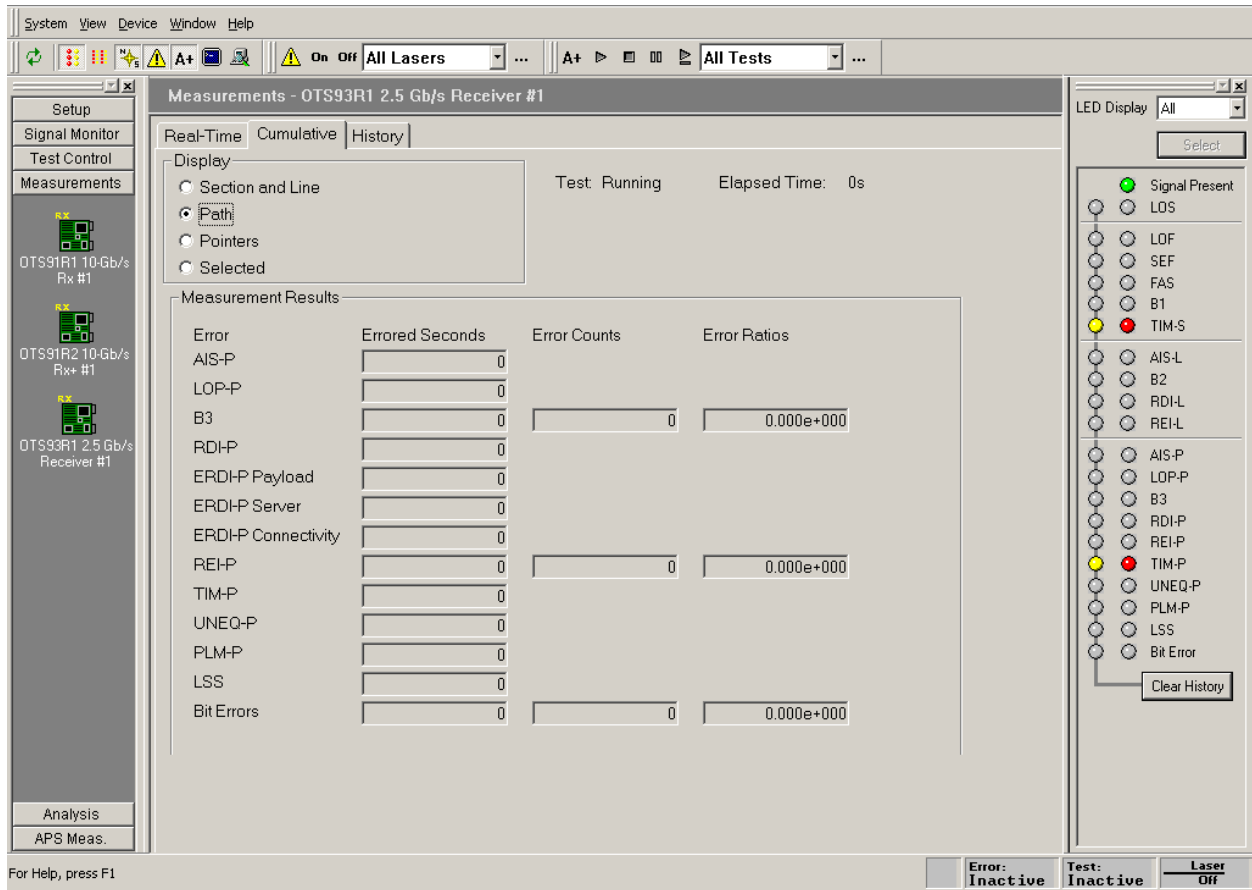 System View Device Window Help
A+ On Off All Lasers ... A+ All Tests ...
Setup
Signal Monitor
Test Control
Measurements
RX
OTS91R1 10-Gb/s
Rx #1
RX
OTS91R2 10-Gb/s
Rx+ #1
RX
OTS93R1 2.5 Gb/s
Receiver #1
Analysis
APS Meas.
Measurements - OTS93R1 2.5 Gb/s Receiver #1
Real-Time Cumulative History
Display
Section and Line
Path
Pointers
Selected
Test: Running Elapsed Time: 0s
Measurement Results
Error Errored Seconds Error Counts Error Ratios
AIS-P 0
LOP-P 0
B3 0 0 0.000e+000
RDI-P 0
ERDI-P Payload 0
ERDI-P Server 0
ERDI-P Connectivity 0
REI-P 0 0 0.000e+000
TIM-P 0
UNEQ-P 0
PLM-P 0
LSS 0
Bit Errors 0 0 0.000e+000
LED Display All
Select
Signal Present
LOS
LOF
SEF
FAS
B1
TIM-S
AIS-L
B2
RDI-L
REI-L
AIS-P
LOP-P
B3
RDI-P
REI-P
TIM-P
UNEQ-P
PLM-P
LSS
Bit Error
Clear History
For Help, press F1
Error:
Inactive
Test:
Inactive
Laser
Off